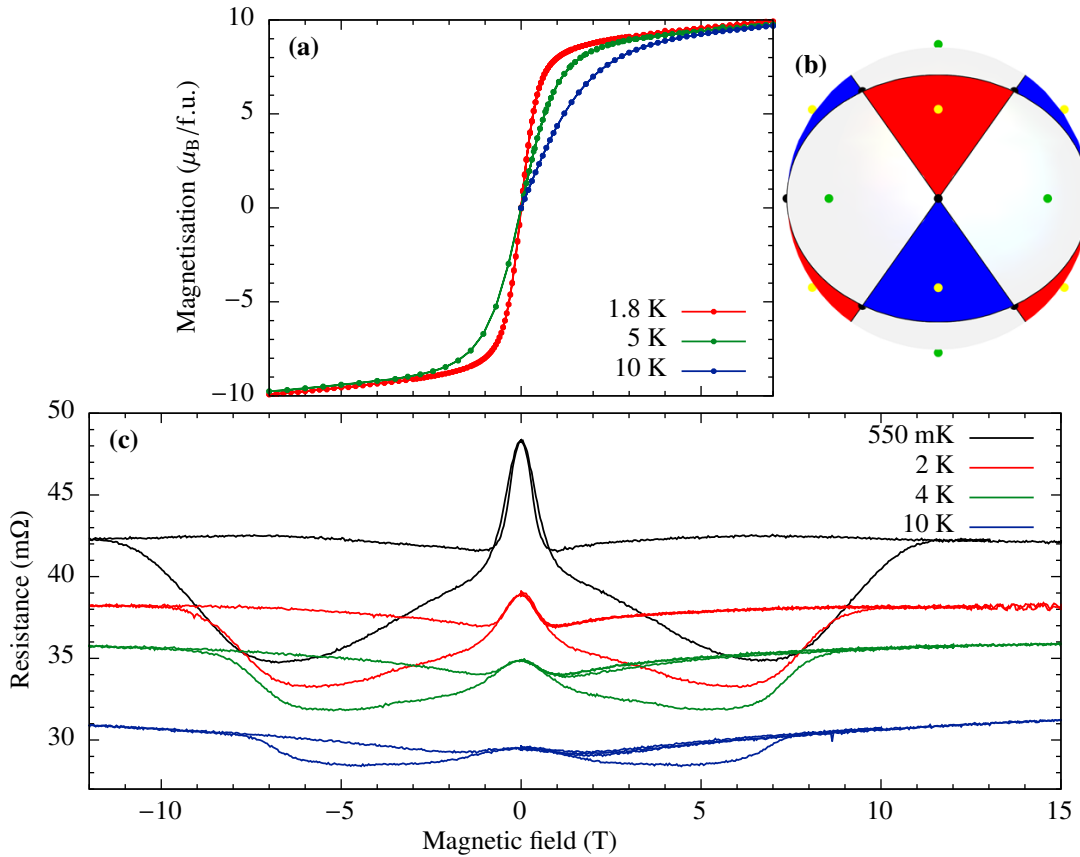 (a)
Magnetisation (μB/f.u.)
10
5
0
−5
−10
1.8 K
5 K
10 K
(b)
(c)
Resistance (mΩ)
50
45
40
35
30
550 mK
2 K
4 K
10 K
−10
−5
0
5
10
15
Magnetic field (T)